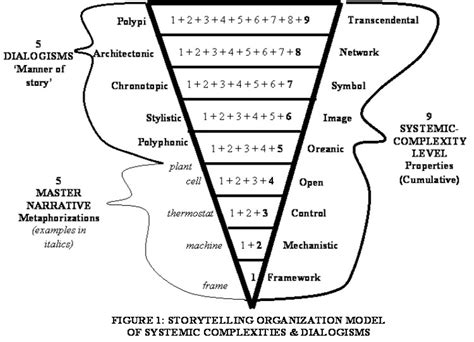 Polypi 1 + 2 + 3 + 4 + 5 + 6 + 7 + 8 + 9 Transcendental
5
DIALOGISMS
'Manner of
story'
Architectonic 1 + 2 + 3 + 4 + 5 + 6 + 7 + 8 Network
Chronotopic 1 + 2 + 3 + 4 + 5 + 6 + 7 Symbol
Stylistic 1 + 2 + 3 + 4 + 5 + 6 Image
Polyphonic 1 + 2 + 3 + 4 + 5 Organic
plant
cell 1 + 2 + 3 + 4 Open
thermostat 1 + 2 + 3 Control
machine 1 + 2 Mechanistic
frame 1 Framework
5
MASTER
NARRATIVE
Metaphorizations
(examples in
italics)
9
SYSTEMIC-
COMPLEXITY
LEVEL
Properties
(Cumulative)
FIGURE 1: STORYTELLING ORGANIZATION MODEL
OF SYSTEMIC COMPLEXITIES & DIALOGISMS